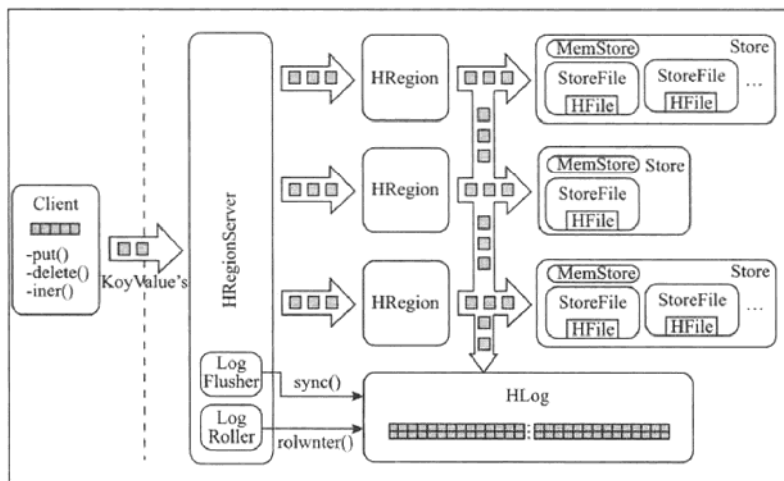 Client
-put()
-delete()
-iner()
KoyValue's
HRegionServer
Log
Flusher
Log
Roller
sync()
rolwnter()
HRegion
MemStore
Store
StoreFile
HFile
StoreFile
HFile
...
HRegion
MemStore
Store
StoreFile
HFile
HRegion
MemStore
Store
StoreFile
HFile
StoreFile
HFile
...
HLog